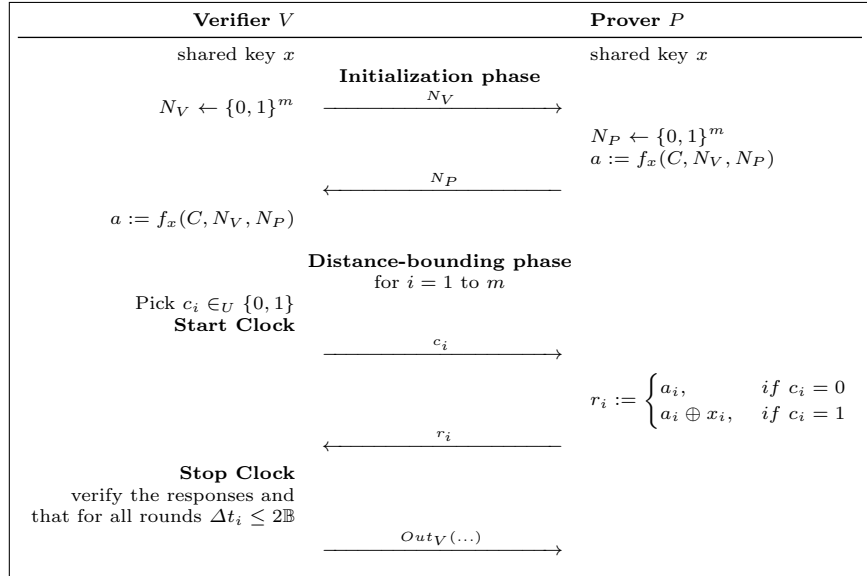 Verifier V Prover P
shared key x shared key x
Initialization phase
N_V ← {0, 1}^m N_V
N_P ← {0, 1}^m
a := f_x(C, N_V, N_P)
N_P
a := f_x(C, N_V, N_P)
Distance-bounding phase
for i = 1 to m
Pick c_i ∈_U {0, 1}
Start Clock
c_i
r_i := { a_i, if c_i = 0
a_i ⊕ x_i, if c_i = 1
r_i
Stop Clock
verify the responses and
that for all rounds Δt_i ≤ 2𝔹
Out_V(...)